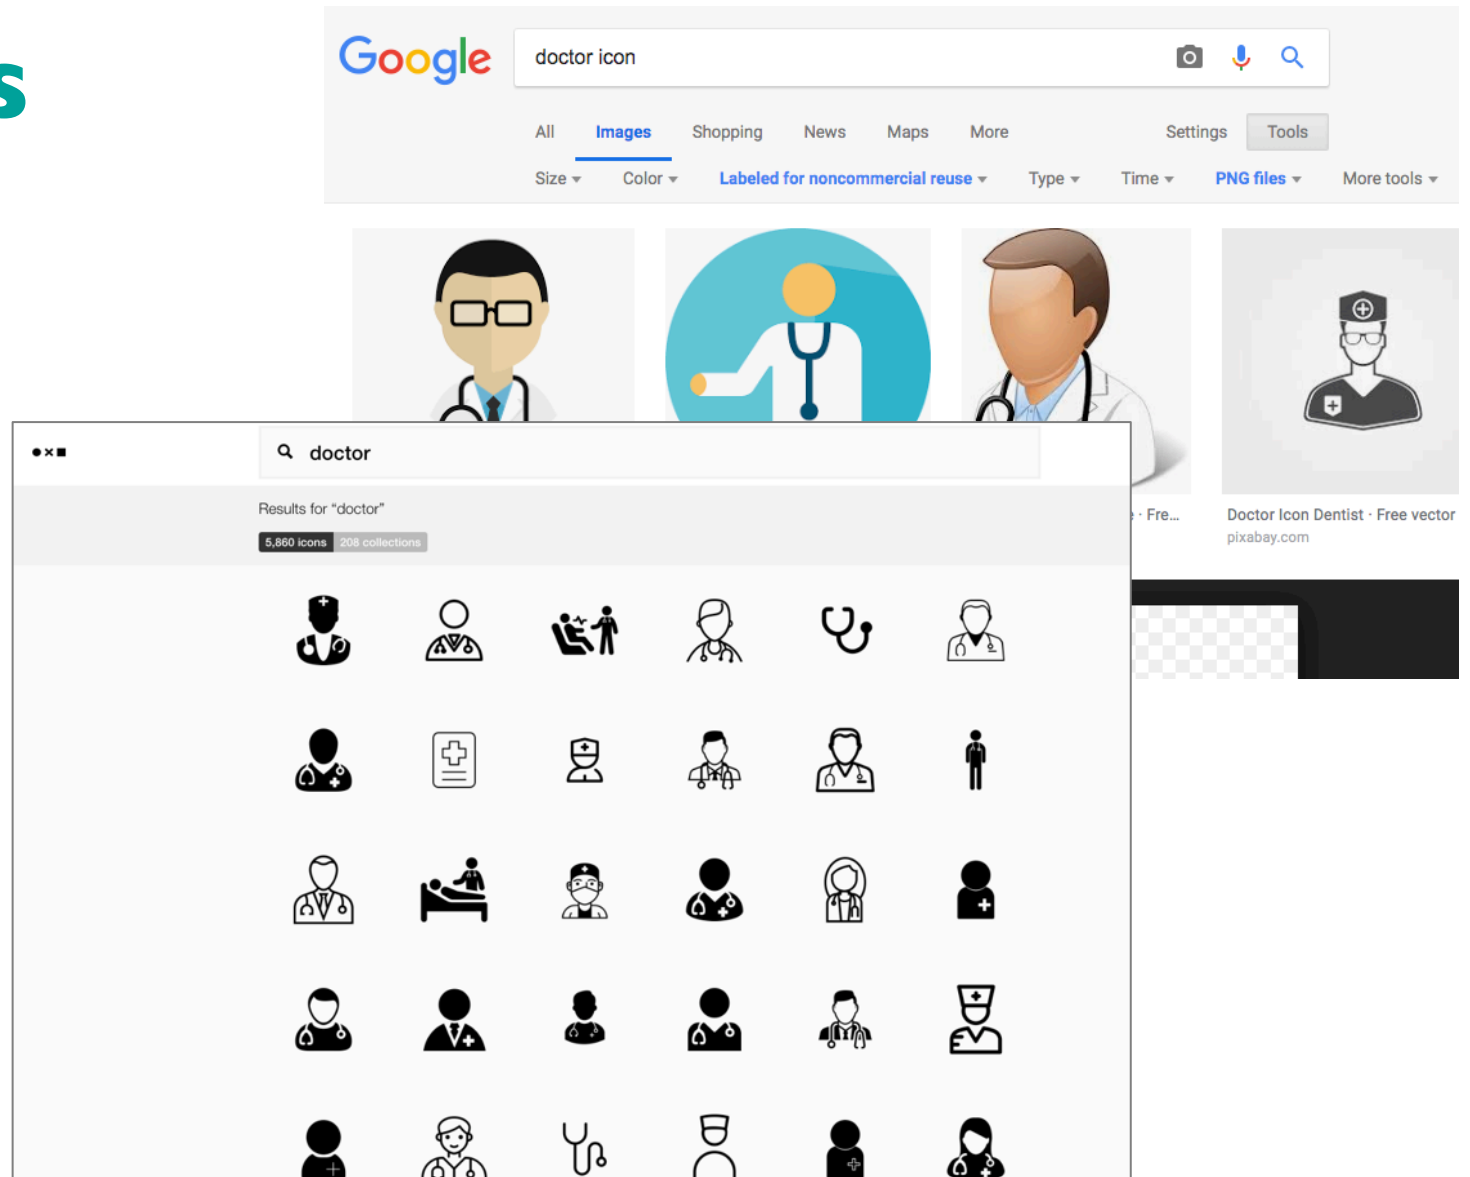 s
Google
doctor icon
All Images Shopping News Maps More Settings Tools
Size Color Labeled for noncommercial reuse Type Time PNG files More tools
· Fre...
Doctor Icon Dentist · Free vector
pixabay.com
doctor
Results for “doctor”
5,860 icons 208 collections